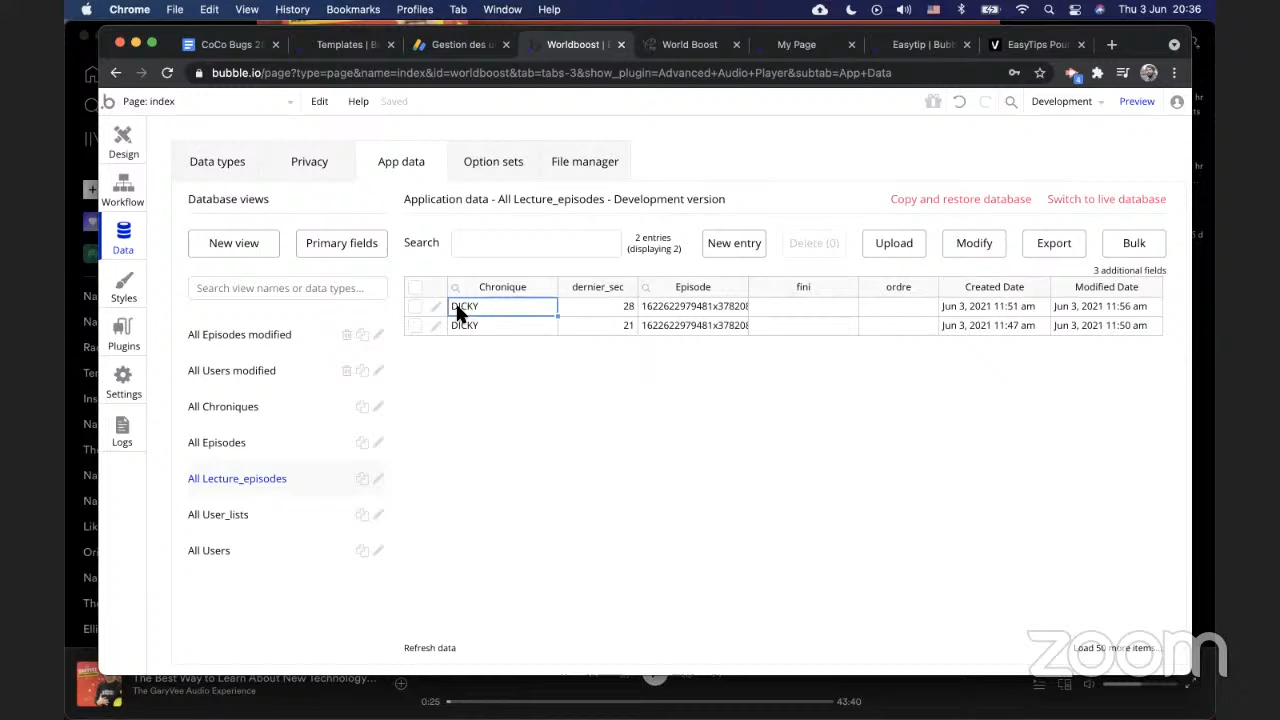 Chrome File Edit View History Bookmarks Profiles Tab Window Help Thu 3 Jun 20:36
CoCo Bugs 2 Templates | B Gestion des u Worldboost | E World Boost My Page Easytip | Bubb EasyTips Pou
bubble.io/page?type=page&name=index&id=worldboost&tab=tabs-3&show_plugin=Advanced+Audio+Player&subtab=App+Data
Page: index Edit Help Saved Development Preview
Design
Workflow
Data
Styles
Plugins
Settings
Logs
Data types Privacy App data Option sets File manager
Database views
New view Primary fields
Search view names or data types...
All Episodes modified
All Users modified
All Chroniques
All Episodes
All Lecture_episodes
All User_lists
All Users
Application data - All Lecture_episodes - Development version Copy and restore database Switch to live database
Search 2 entries
(displaying 2)
New entry Delete (0) Upload Modify Export Bulk
3 additional fields
Chronique dernier_sec Episode fini ordre Created Date Modified Date
DICKY 28 1622622979481x378208 Jun 3, 2021 11:51 am Jun 3, 2021 11:56 am
DICKY 21 1622622979481x378208 Jun 3, 2021 11:47 am Jun 3, 2021 11:50 am
Refresh data Load 50 more items...
zoom
The Best Way to Learn About New Technology...
The GaryVee Audio Experience
0:25 43:40